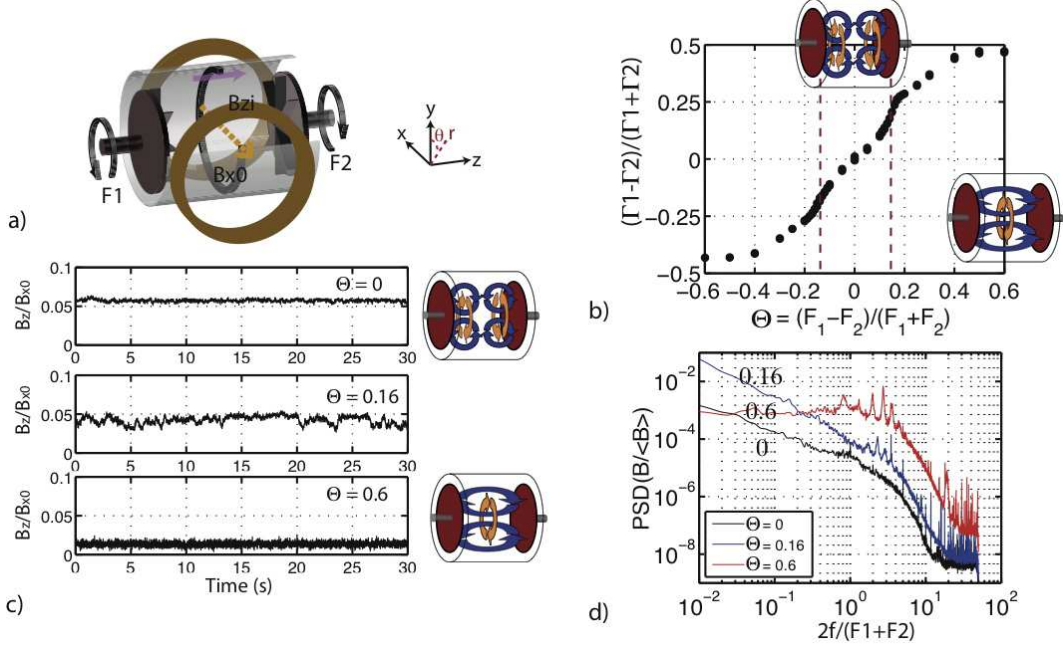 a)
Bzi
Bx0
F1
F2
y
x
θ
r
z
b)
(Γ1-Γ2)/(Γ1+Γ2)
0.5
0.25
0
-0.25
-0.5
-0.6 -0.4 -0.2 0 0.2 0.4 0.6
Θ = (F1-F2)/(F1+F2)
c)
Bz/Bx0
0.1
0.05
0
Θ = 0
0 5 10 15 20 25 30
Bz/Bx0
0.1
0.05
0
Θ = 0.16
0 5 10 15 20 25 30
Bz/Bx0
0.1
0.05
0
Θ = 0.6
0 5 10 15 20 25 30
Time (s)
d)
PSD(B/<B>)
10^-2
10^-4
10^-6
10^-8
0.16
0.6
0
Θ = 0
Θ = 0.16
Θ = 0.6
10^-2 10^-1 10^0 10^1 10^2
2f/(F1+F2)